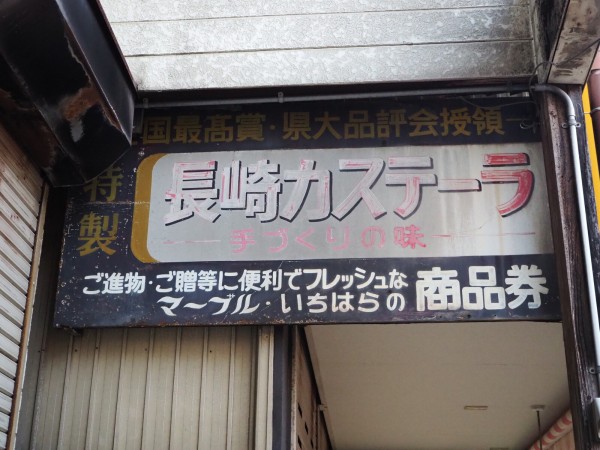 国最髙賞・県大品評会授領
特製
長崎カステーラ
手づくりの味
ご進物・ご贈等に便利でフレッシュな
マーブル・いちはらの
商品券